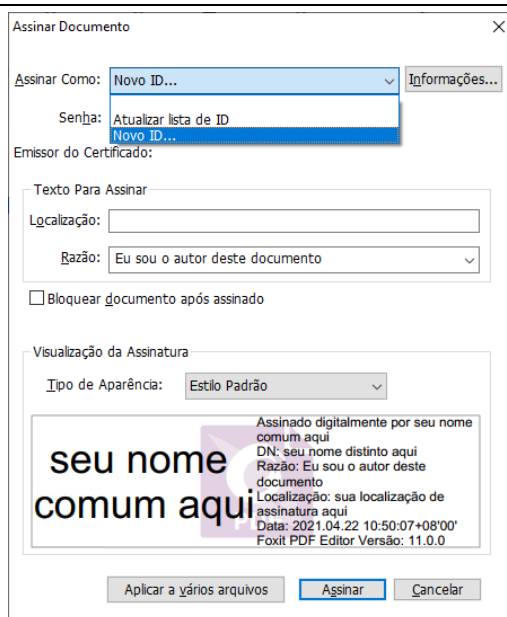 Assinar Documento
Assinar Como: Novo ID... Informações...
Senha: Atualizar lista de ID
Novo ID...
Emissor do Certificado:
Texto Para Assinar
Localização:
Razão: Eu sou o autor deste documento
Bloquear documento após assinado
Visualização da Assinatura
Tipo de Aparência: Estilo Padrão
seu nome
comum aqui
Assinado digitalmente por seu nome
comum aqui
DN: seu nome distinto aqui
Razão: Eu sou o autor deste
documento
Localização: sua localização de
assinatura aqui
Data: 2021.04.22 10:50:07+08'00'
Foxit PDF Editor Versão: 11.0.0
PDF
Aplicar a vários arquivos Assinar Cancelar